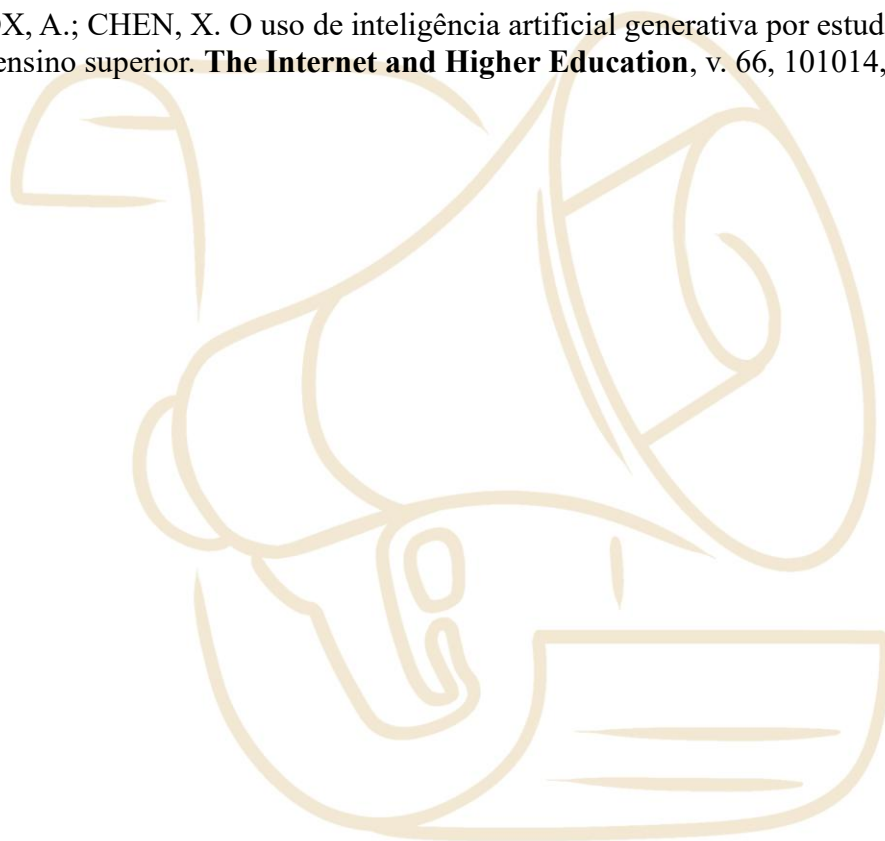 X, A.; CHEN, X. O uso de inteligência artificial generativa por estud
ensino superior. The Internet and Higher Education, v. 66, 101014,